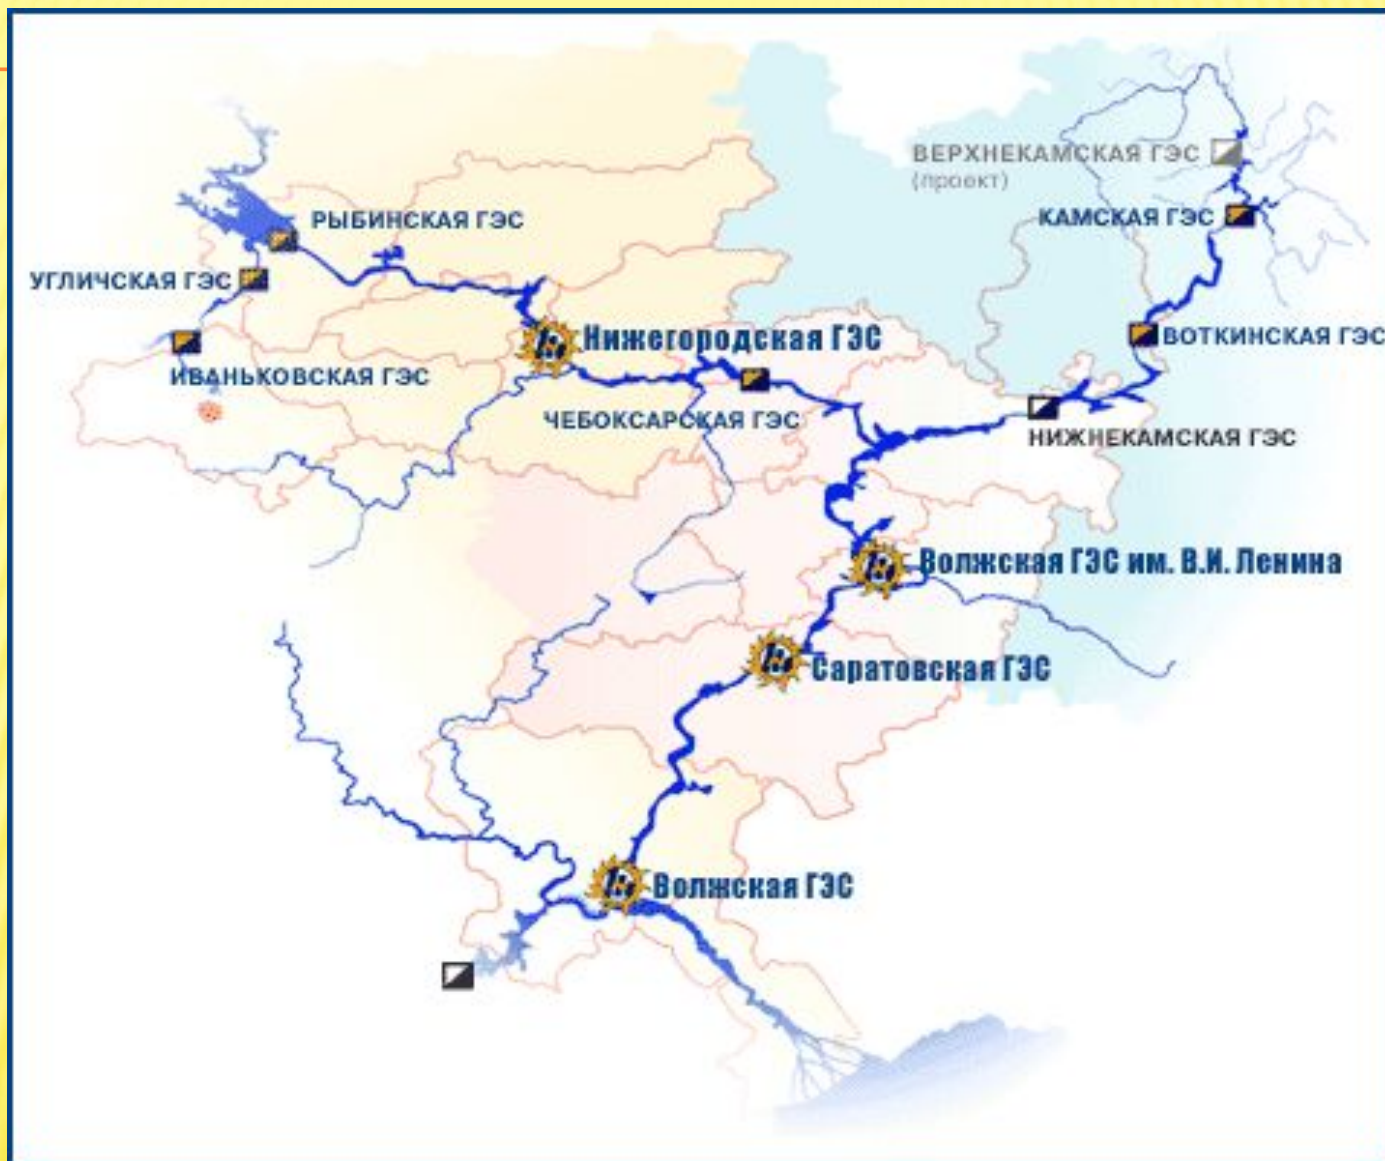 ВЕРХНЕКАМСКАЯ ГЭС
(проект)
КАМСКАЯ ГЭС
РЫБИНСКАЯ ГЭС
УГЛИЧСКАЯ ГЭС
Нижегородская ГЭС
ВОТКИНСКАЯ ГЭС
ИВАНЬКОВСКАЯ ГЭС
ЧЕБОКСАРСКАЯ ГЭС
НИЖНЕКАМСКАЯ ГЭС
Волжская ГЭС им. В.И. Ленина
Саратовская ГЭС
Волжская ГЭС